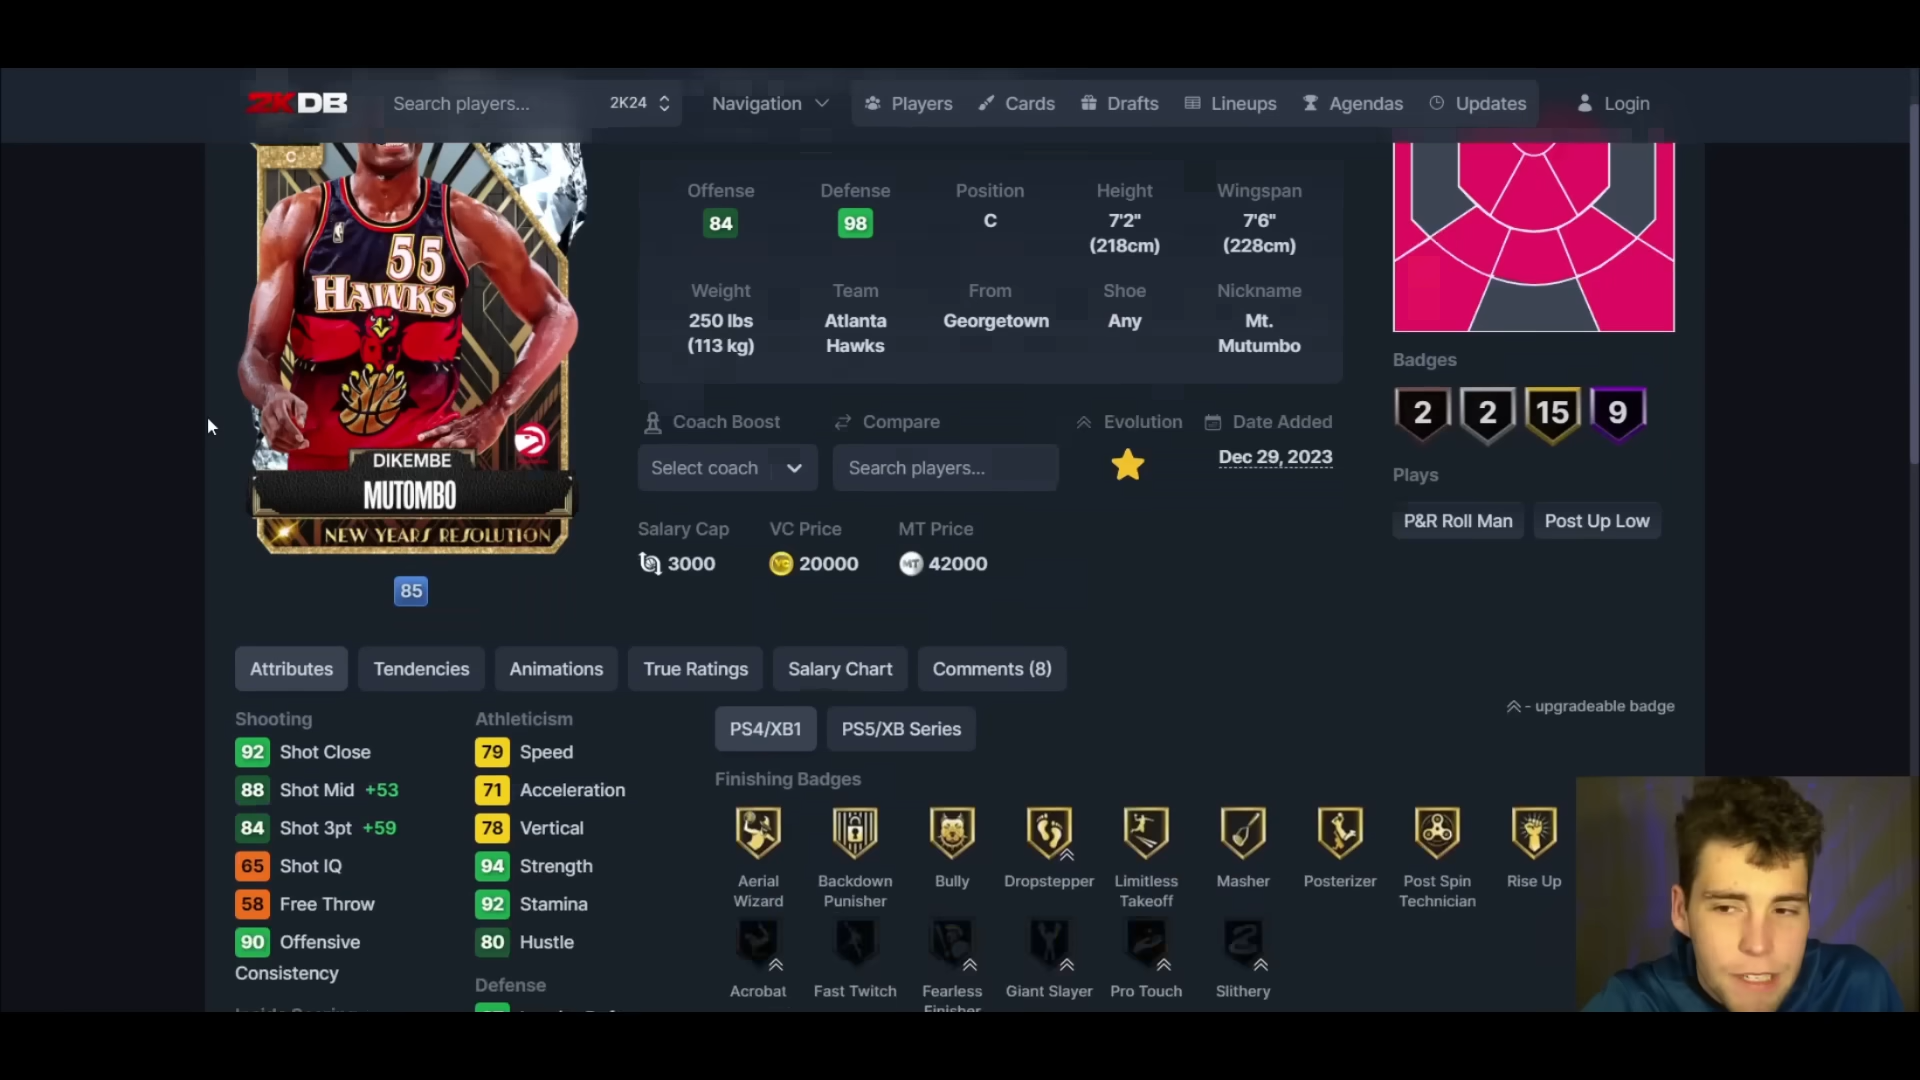 2KDB
Search players...
2K24
Navigation
Players
Cards
Drafts
Lineups
Agendas
Updates
Login
C
55
HAWKS
DIKEMBE
MUTOMBO
NEW YEARS RESOLUTION
85
Offense
Defense
Position
Height
Wingspan
84
98
C
7'2"
(218cm)
7'6"
(228cm)
Weight
Team
From
Shoe
Nickname
250 lbs
(113 kg)
Atlanta
Hawks
Georgetown
Any
Mt.
Mutumbo
Coach Boost
Compare
Evolution
Date Added
Select coach
Search players...
Dec 29, 2023
Salary Cap
VC Price
MT Price
3000
VC 20000
MT 42000
Badges
2 2 15 9
Plays
P&R Roll Man
Post Up Low
Attributes
Tendencies
Animations
True Ratings
Salary Chart
Comments (8)
- upgradeable badge
Shooting
92 Shot Close
88 Shot Mid +53
84 Shot 3pt +59
65 Shot IQ
58 Free Throw
90 Offensive
Consistency
Athleticism
79 Speed
71 Acceleration
78 Vertical
94 Strength
92 Stamina
80 Hustle
Defense
PS4/XB1
PS5/XB Series
Finishing Badges
Aerial
Wizard
Backdown
Punisher
Bully
Dropstepper
Limitless
Takeoff
Masher
Posterizer
Post Spin
Technician
Rise Up
Acrobat
Fast Twitch
Fearless
Finisher
Giant Slayer
Pro Touch
Slithery